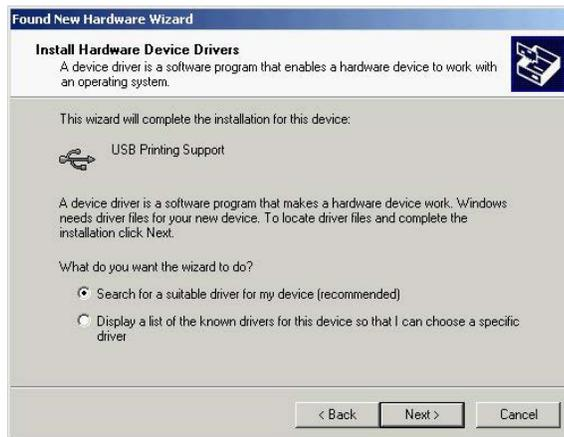 Found New Hardware Wizard
Install Hardware Device Drivers
A device driver is a software program that enables a hardware device to work with
an operating system.
This wizard will complete the installation for this device:
USB Printing Support
A device driver is a software program that makes a hardware device work. Windows
needs driver files for your new device. To locate driver files and complete the
installation click Next.
What do you want the wizard to do?
Search for a suitable driver for my device (recommended)
Display a list of the known drivers for this device so that I can choose a specific
driver
< Back Next > Cancel